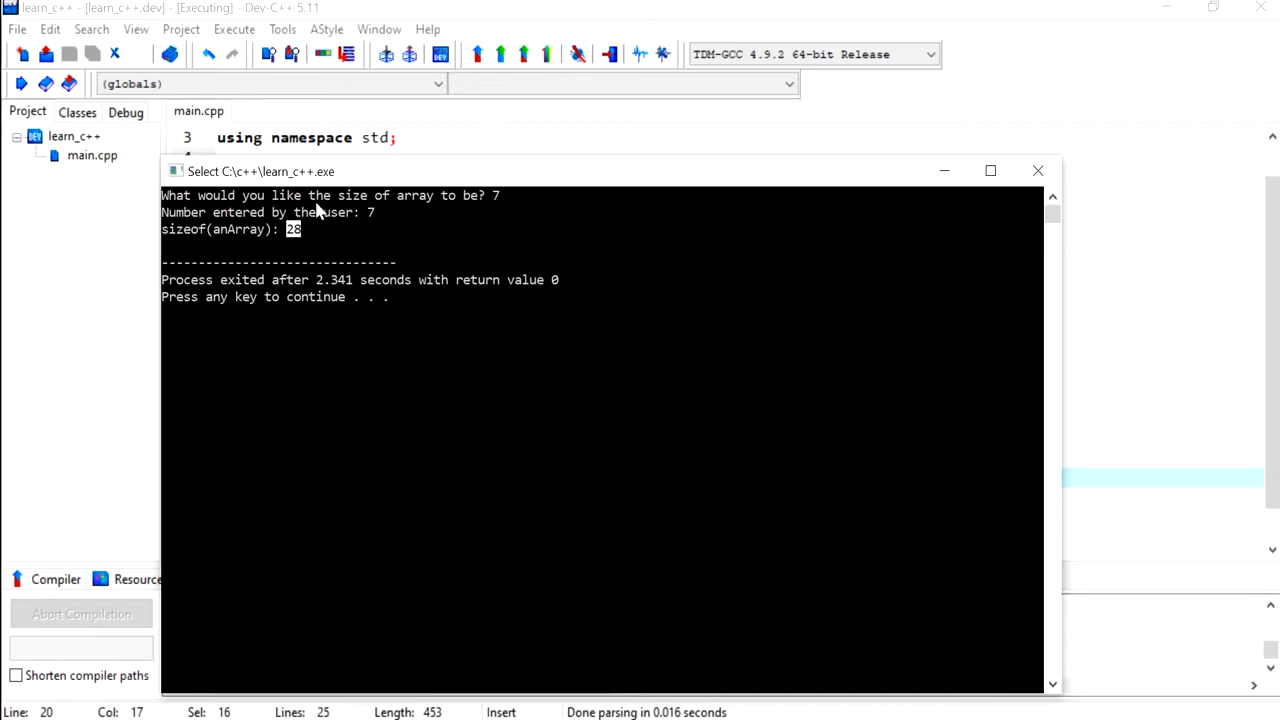 learn_c++ - [learn_c++.dev] - [Executing] - Dev-C++ 5.11
File Edit Search View Project Execute Tools AStyle Window Help
TDM-GCC 4.9.2 64-bit Release
(globals)
Project Classes Debug main.cpp
learn_c++
main.cpp
3 using namespace std;
Select C:\c++\learn_c++.exe
What would you like the size of array to be? 7
Number entered by the user: 7
sizeof(anArray): 28
--------------------------------
Process exited after 2.341 seconds with return value 0
Press any key to continue . . .
Compiler Resource
Abort Compilation
Shorten compiler paths
Line: 20 Col: 17 Sel: 16 Lines: 25 Length: 453 Insert Done parsing in 0.016 seconds